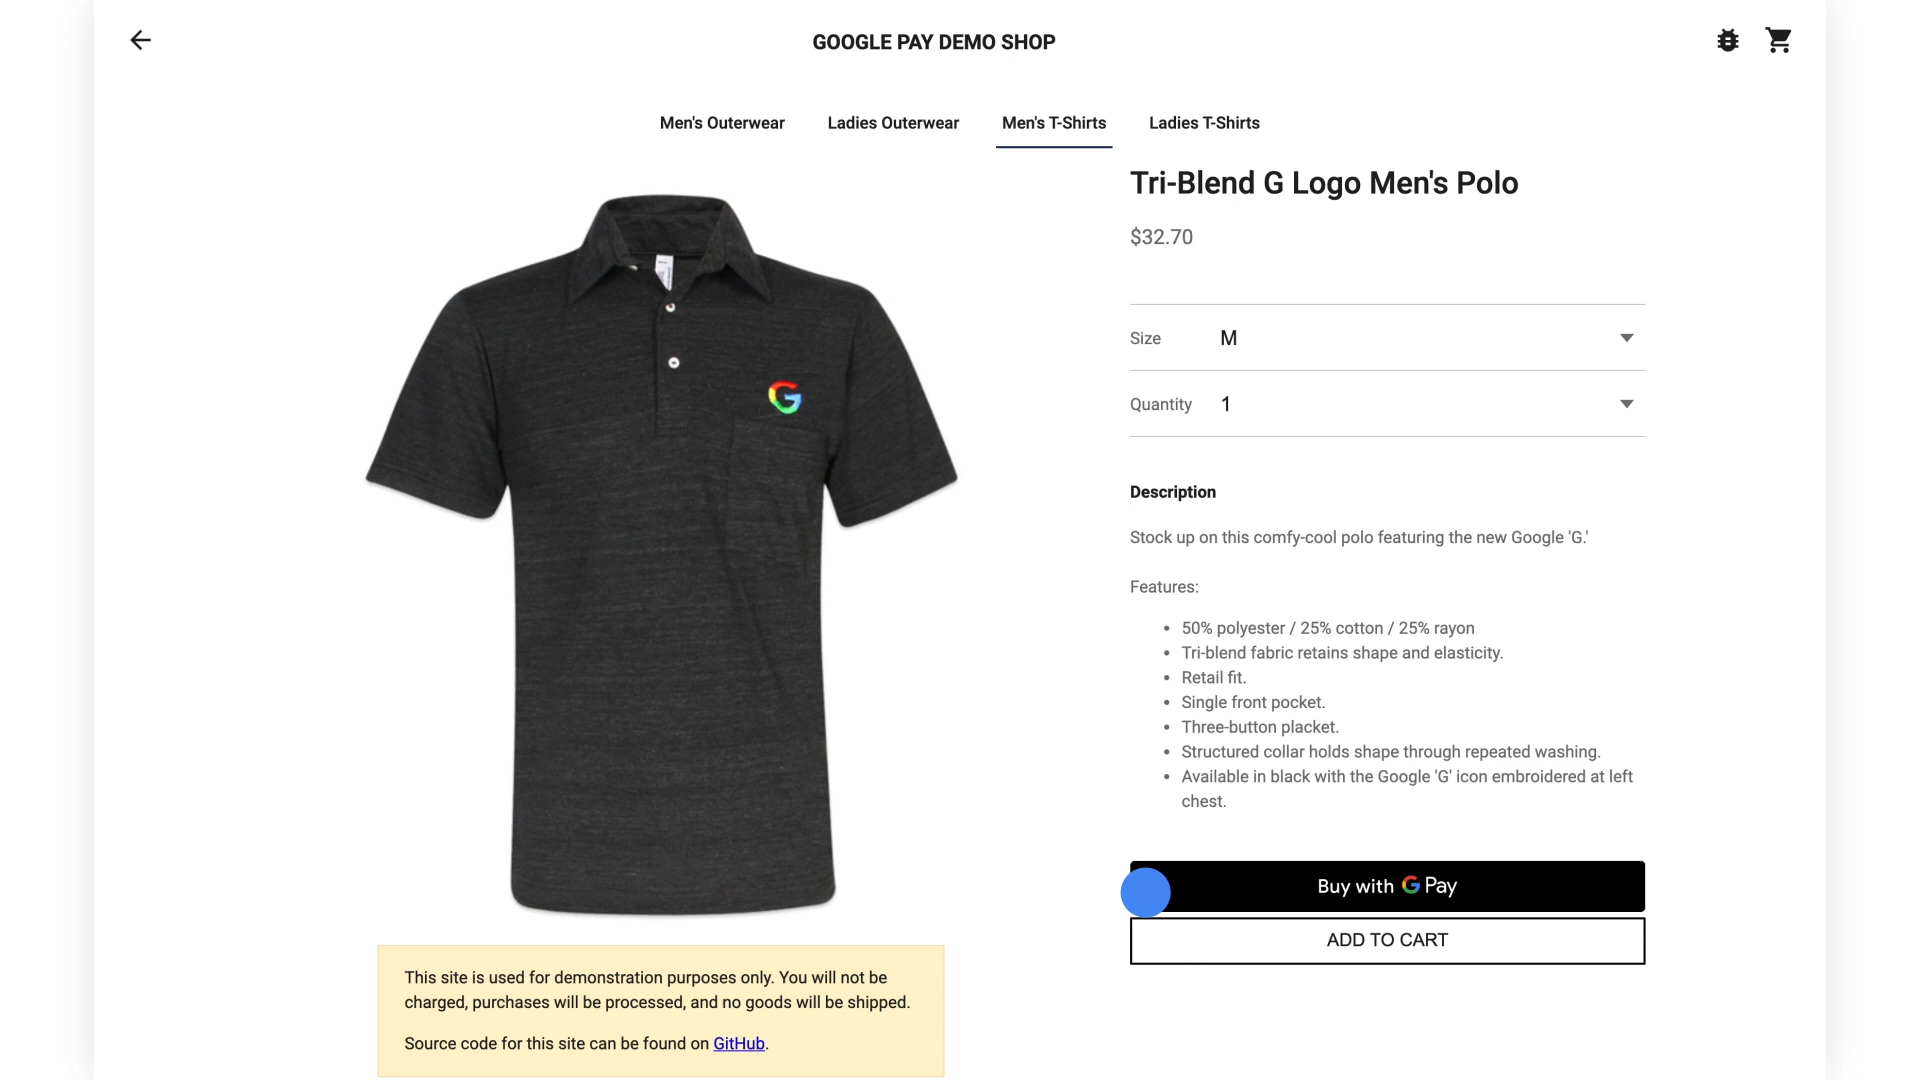 GOOGLE PAY DEMO SHOP
Men's Outerwear
Ladies Outerwear
Men's T-Shirts
Ladies T-Shirts
Tri-Blend G Logo Men's Polo
$32.70
Size M
Quantity 1
Description
Stock up on this comfy-cool polo featuring the new Google 'G.'
Features:
• 50% polyester / 25% cotton / 25% rayon
• Tri-blend fabric retains shape and elasticity.
• Retail fit.
• Single front pocket.
• Three-button placket.
• Structured collar holds shape through repeated washing.
• Available in black with the Google 'G' icon embroidered at left
chest.
Buy with G Pay
ADD TO CART
G
This site is used for demonstration purposes only. You will not be
charged, purchases will be processed, and no goods will be shipped.
Source code for this site can be found on GitHub.